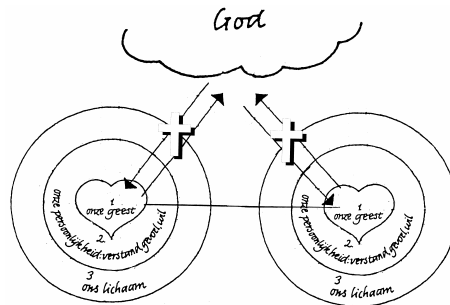 God
1
onze geest
2
onze persoonlijkheid: verstand, gevoel, wil
3
ons lichaam
1
onze geest
2
onze persoonlijkheid: verstand, gevoel, wil
3
ons lichaam